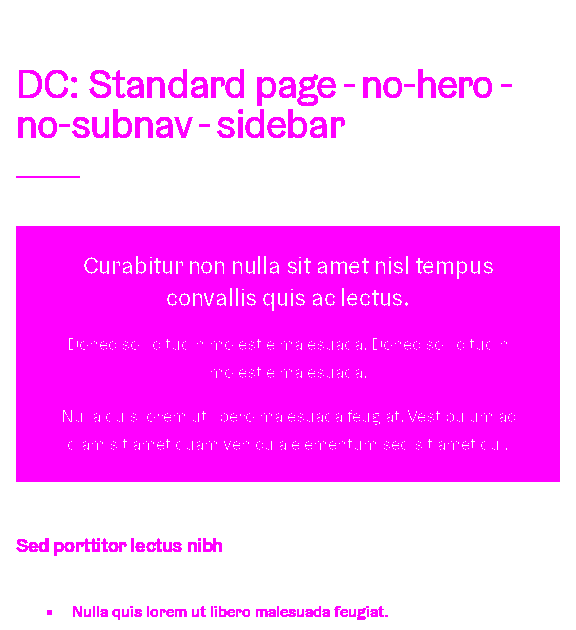 DC: Standard page - no-hero -
no-subnav - sidebar
Curabitur non nulla sit amet nisl tempus
convallis quis ac lectus.
Donec sollicitudin molestie malesuada. Donec sollicitudin
molestie malesuada.
Nulla quis lorem ut libero malesuada feugiat. Vestibulum ac
diam sit amet quam vehicula elementum sed sit amet dui.
Sed porttitor lectus nibh
Nulla quis lorem ut libero malesuada feugiat.